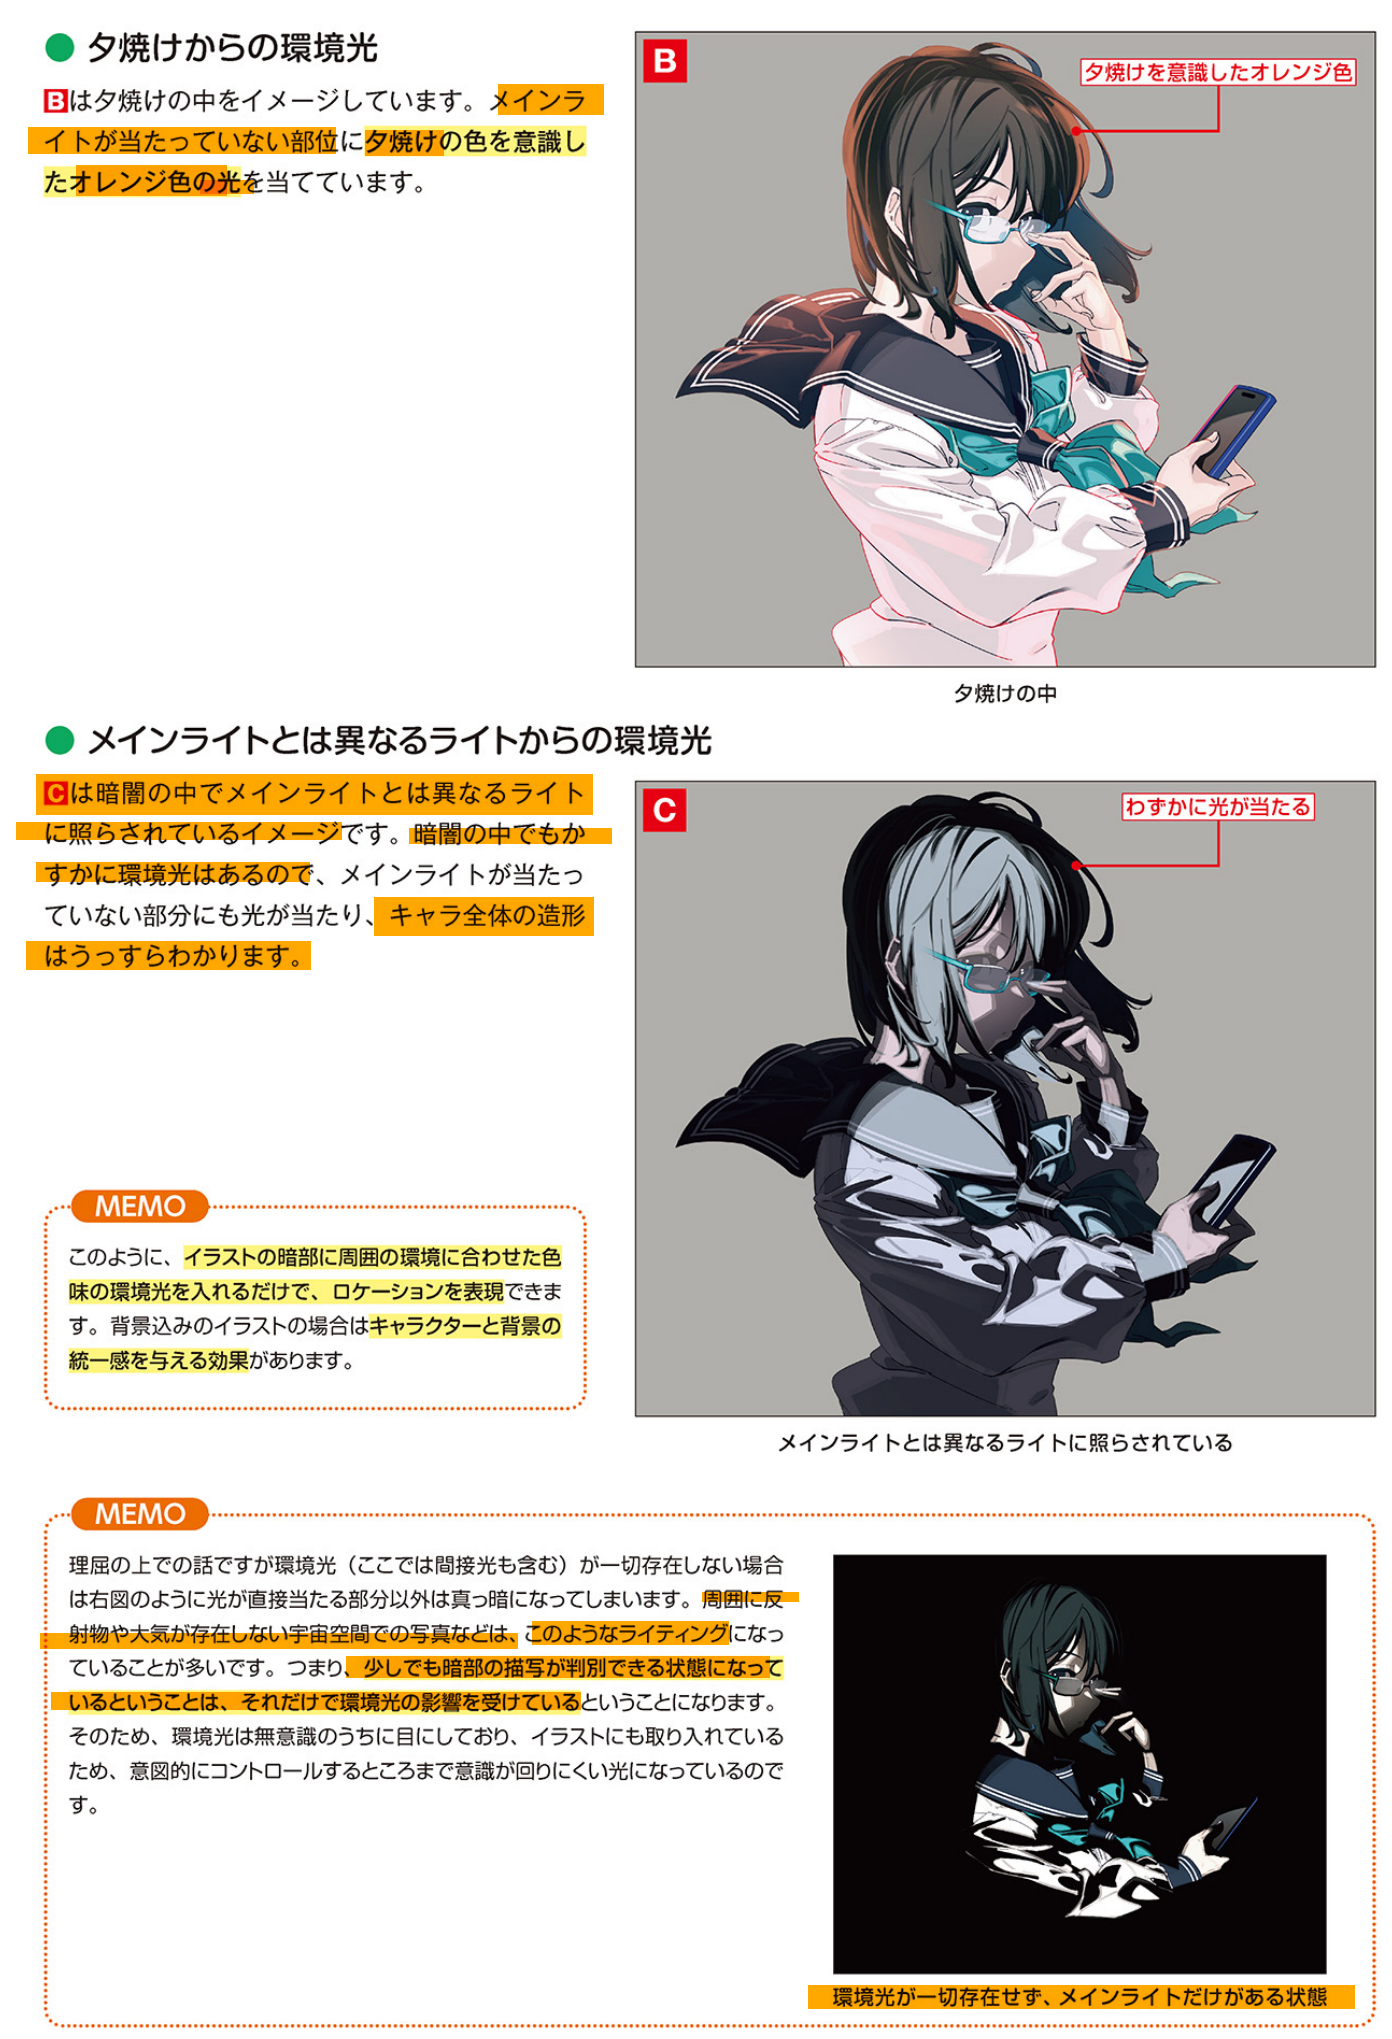 ● 夕焼けからの環境光
Bは夕焼けの中をイメージしています。メインラ
イトが当たっていない部位に夕焼けの色を意識し
たオレンジ色の光を当てています。
B
夕焼けを意識したオレンジ色
夕焼けの中
● メインライトとは異なるライトからの環境光
Cは暗闇の中でメインライトとは異なるライト
に照らされているイメージです。暗闇の中でもか
すかに環境光はあるので、メインライトが当たっ
ていない部分にも光が当たり、キャラ全体の造形
はうっすらわかります。
C
わずかに光が当たる
メインライトとは異なるライトに照らされている
MEMO
このように、イラストの暗部に周囲の環境に合わせた色
味の環境光を入れるだけで、ロケーションを表現できま
す。背景込みのイラストの場合はキャラクターと背景の
統一感を与える効果があります。
MEMO
理屈の上での話ですが環境光（ここでは間接光も含む）が一切存在しない場合
は右図のように光が直接当たる部分以外は真っ暗になってしまいます。周囲に反
射物や大気が存在しない宇宙空間での写真などは、このようなライティングになっ
ていることが多いです。つまり、少しでも暗部の描写が判別できる状態になって
いるということは、それだけで環境光の影響を受けているということになります。
そのため、環境光は無意識のうちに目にしており、イラストにも取り入れている
ため、意図的にコントロールするところまで意識が回りにくい光になっているので
す。
環境光が一切存在せず、メインライトだけがある状態